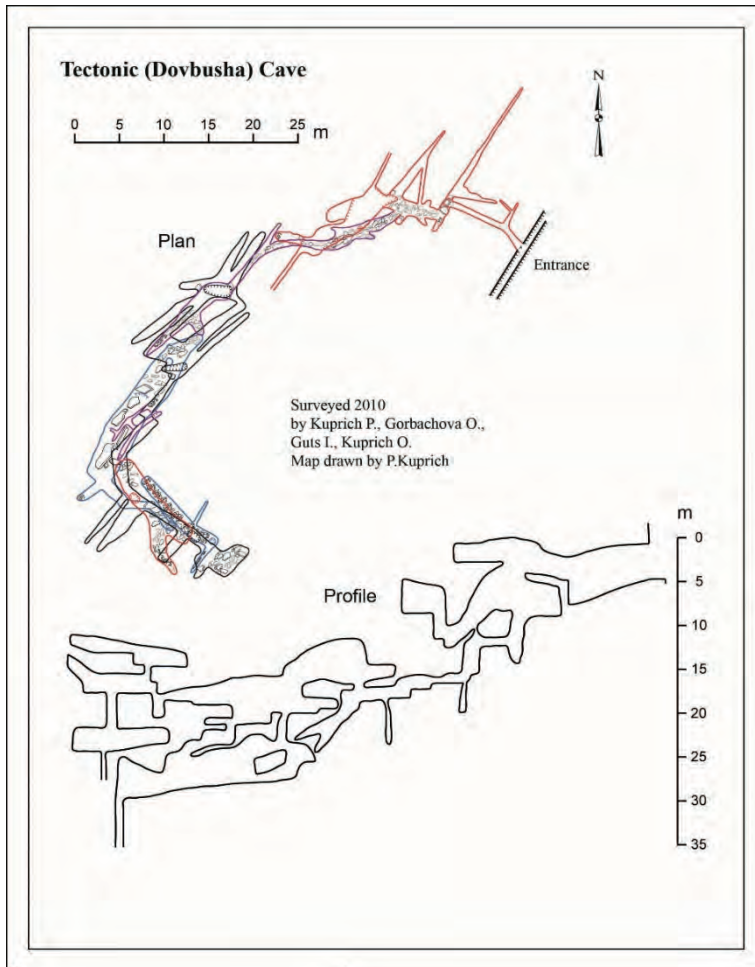 Tectonic (Dovbusha) Cave
0 5 10 15 20 25
m
N
Plan
Entrance
Surveyed 2010
by Kuprich P., Gorbachova O.,
Guts I., Kuprich O.
Map drawn by P.Kuprich
m
0
5
10
15
20
25
30
35
Profile